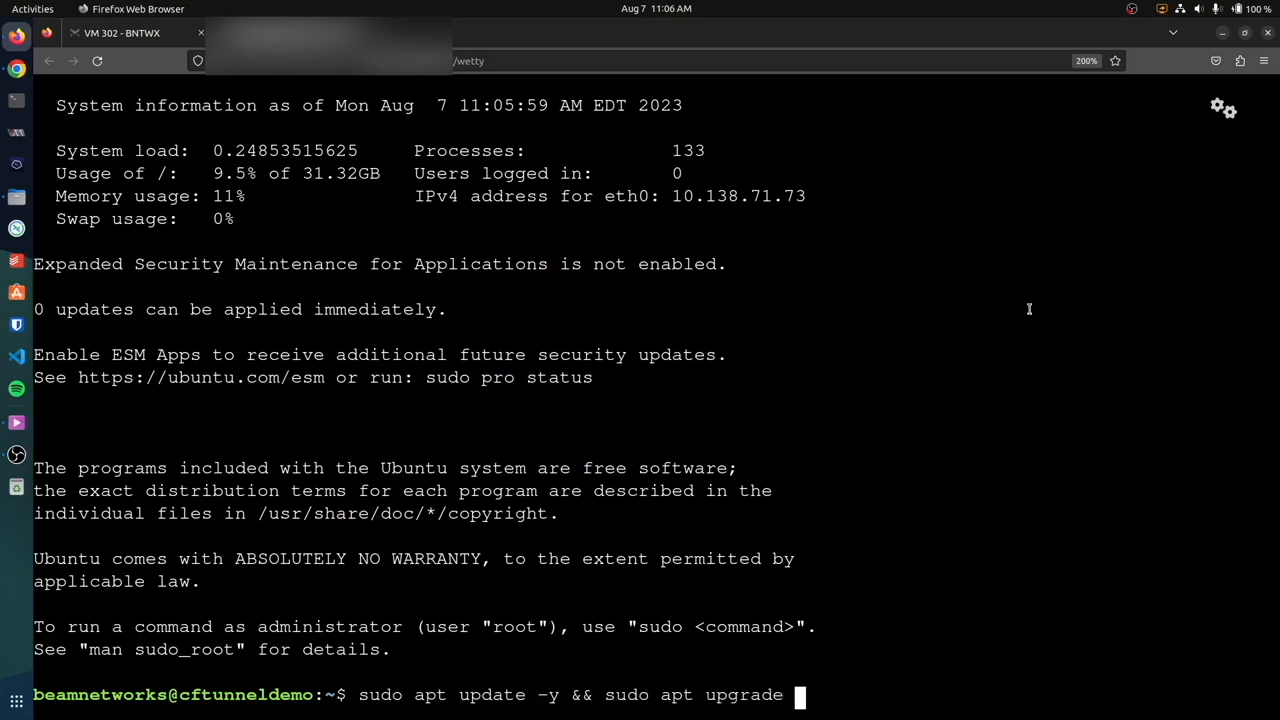 Activities
Firefox Web Browser
Aug 7 11:06 AM
100 %
VM 302 - BNTWX
/wetty
200%
System information as of Mon Aug  7 11:05:59 AM EDT 2023
System load: 0.24853515625 Processes: 133
Usage of /: 9.5% of 31.32GB Users logged in: 0
Memory usage: 11% IPv4 address for eth0: 10.138.71.73
Swap usage: 0%
Expanded Security Maintenance for Applications is not enabled.
0 updates can be applied immediately.
Enable ESM Apps to receive additional future security updates.
See https://ubuntu.com/esm or run: sudo pro status
The programs included with the Ubuntu system are free software;
the exact distribution terms for each program are described in the
individual files in /usr/share/doc/*/copyright.
Ubuntu comes with ABSOLUTELY NO WARRANTY, to the extent permitted by
applicable law.
To run a command as administrator (user "root"), use "sudo <command>".
See "man sudo_root" for details.
beamnetworks@cftunneldemo:~$ sudo apt update -y && sudo apt upgrade